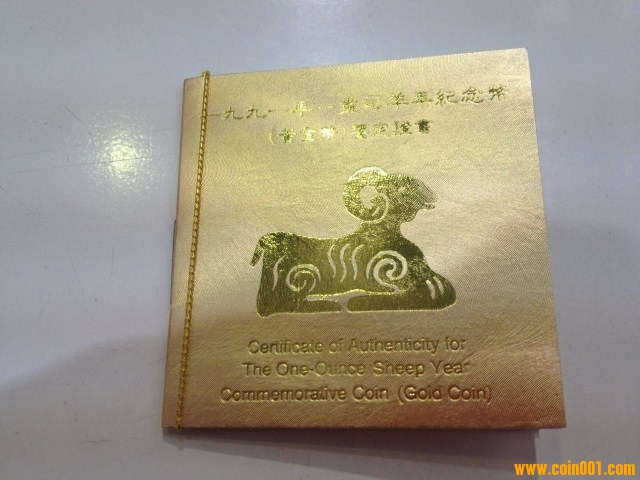 一九九一年一盎司羊年紀念幣
(黃金幣)鑒定證書
Certificate of Authenticity for
The One-Ounce Sheep Year
Commemorative Coin (Gold Coin)
www.coin001.com